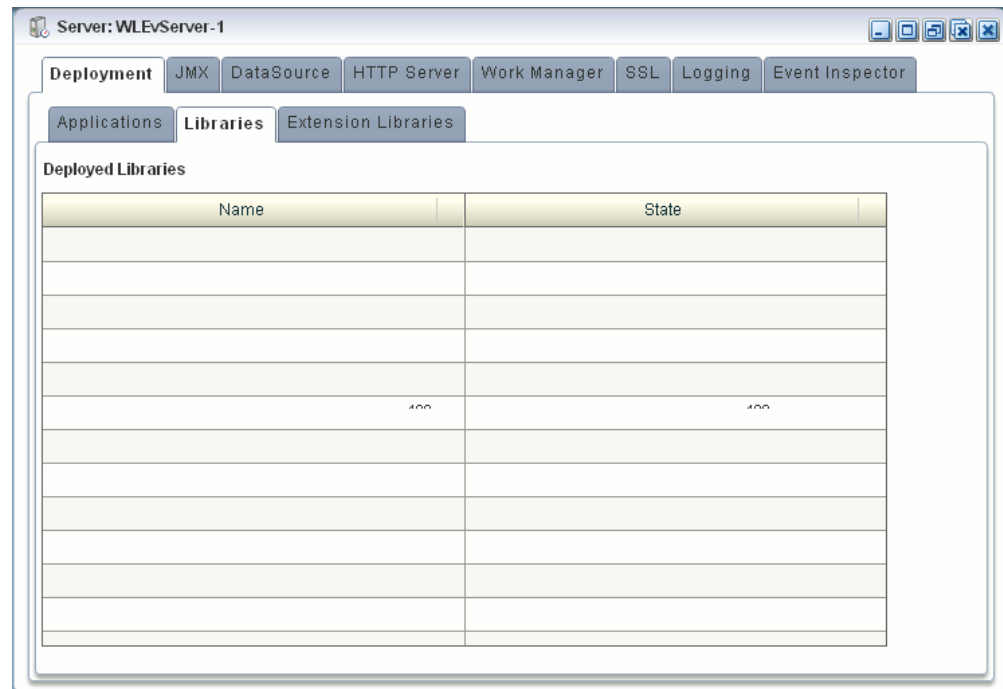 Server: WLEvServer-1
Deployment JMX DataSource HTTP Server Work Manager SSL Logging Event Inspector
Applications Libraries Extension Libraries
Deployed Libraries
Name State